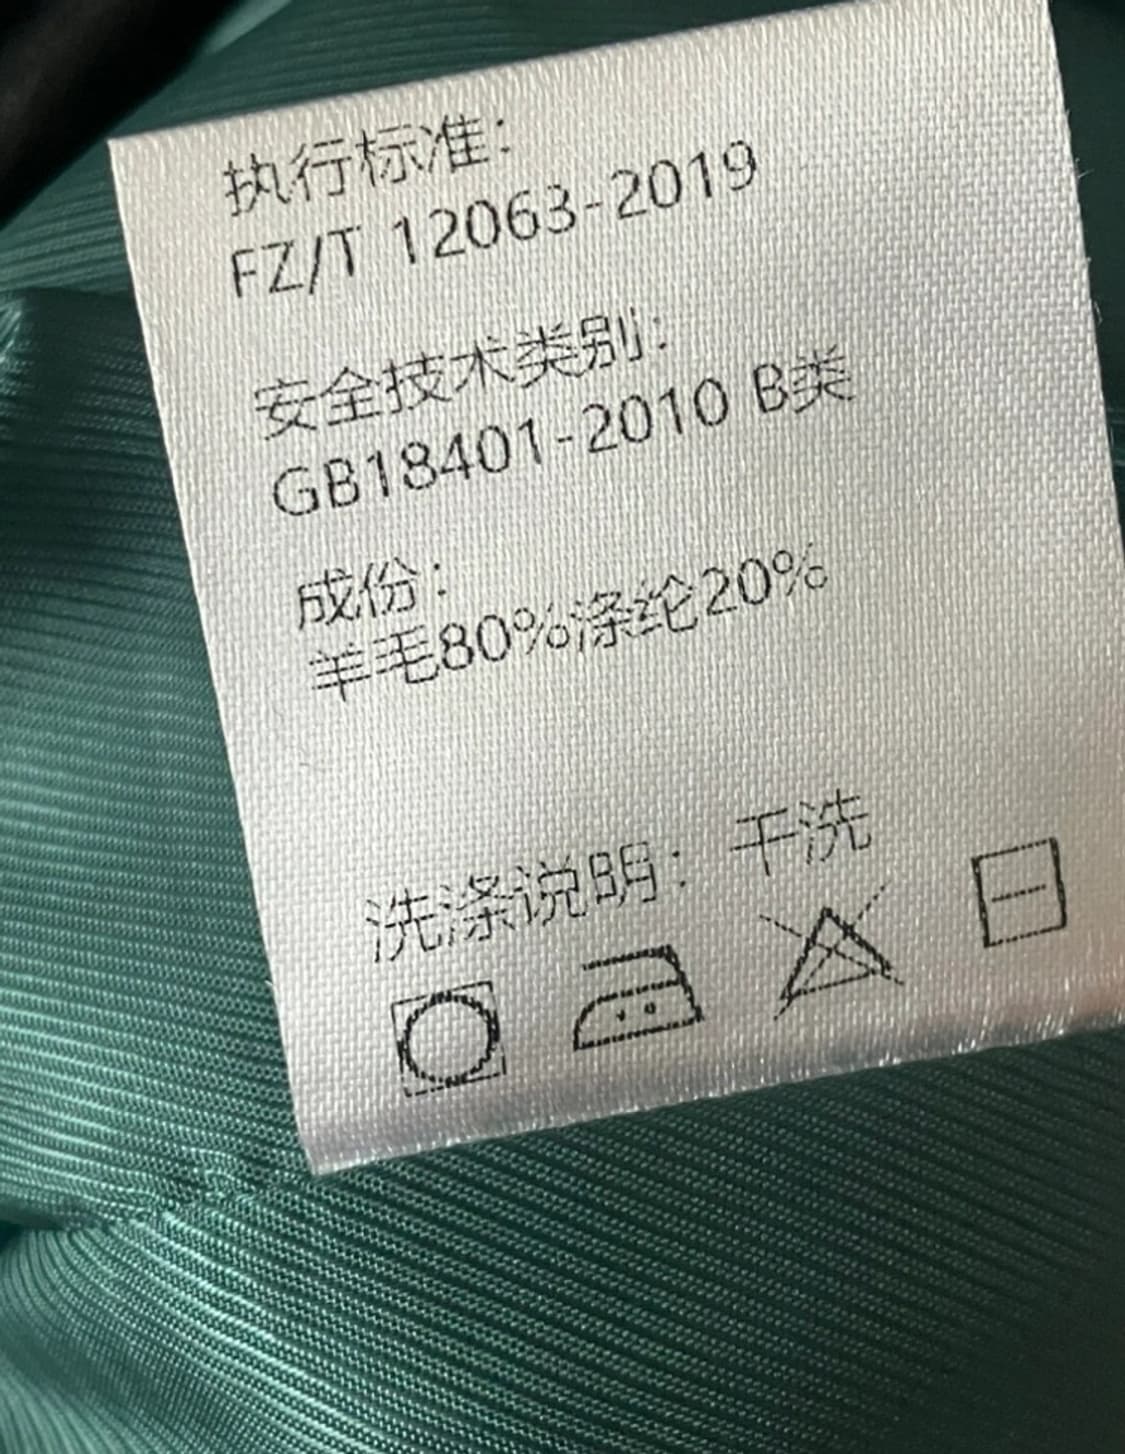 执行标准：
FZ/T 12063-2019
安全技术类别：
GB18401-2010 B类
成份：
羊毛80%涤纶20%
洗涤说明：干洗